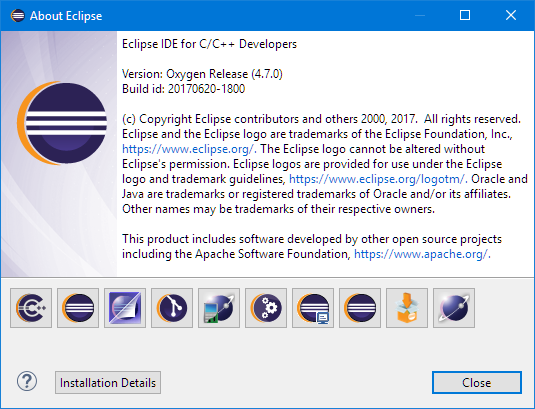 About Eclipse
Eclipse IDE for C/C++ Developers
Version: Oxygen Release (4.7.0)
Build id: 20170620-1800
(c) Copyright Eclipse contributors and others 2000, 2017.  All rights reserved.
Eclipse and the Eclipse logo are trademarks of the Eclipse Foundation, Inc.,
https://www.eclipse.org/. The Eclipse logo cannot be altered without
Eclipse's permission. Eclipse logos are provided for use under the Eclipse
logo and trademark guidelines, https://www.eclipse.org/logotm/. Oracle and
Java are trademarks or registered trademarks of Oracle and/or its affiliates.
Other names may be trademarks of their respective owners.
This product includes software developed by other open source projects
including the Apache Software Foundation, https://www.apache.org/.
? Installation Details Close